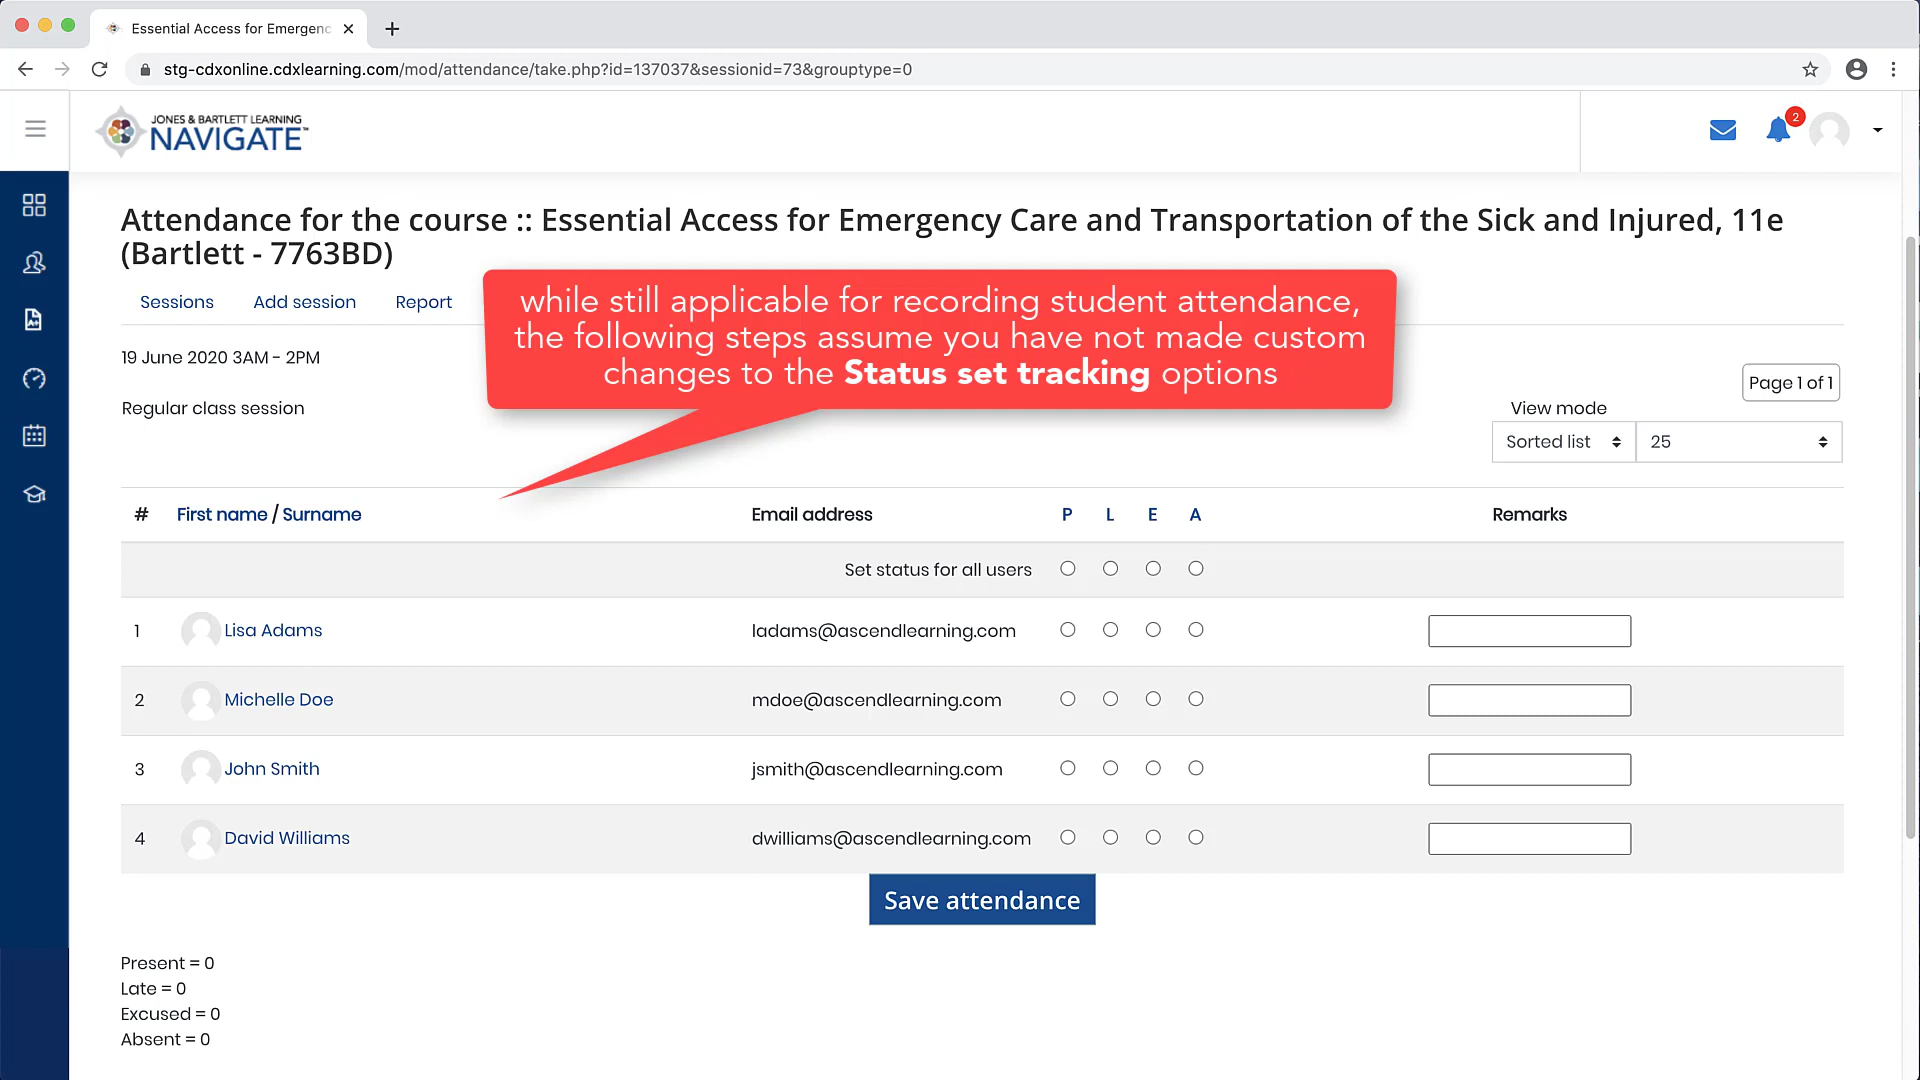 Essential Access for Emergenc
stg-cdxonline.cdxlearning.com/mod/attendance/take.php?id=137037&sessionid=73&grouptype=0
JONES & BARTLETT LEARNING
NAVIGATE™
2
Attendance for the course :: Essential Access for Emergency Care and Transportation of the Sick and Injured, 11e
(Bartlett - 7763BD)
Sessions Add session Report
while still applicable for recording student attendance,
the following steps assume you have not made custom
changes to the Status set tracking options
19 June 2020 3AM - 2PM
Page 1 of 1
Regular class session
View mode
Sorted list 25
# First name / Surname Email address P L E A Remarks
Set status for all users
1 Lisa Adams ladams@ascendlearning.com
2 Michelle Doe mdoe@ascendlearning.com
3 John Smith jsmith@ascendlearning.com
4 David Williams dwilliams@ascendlearning.com
Save attendance
Present = 0
Late = 0
Excused = 0
Absent = 0